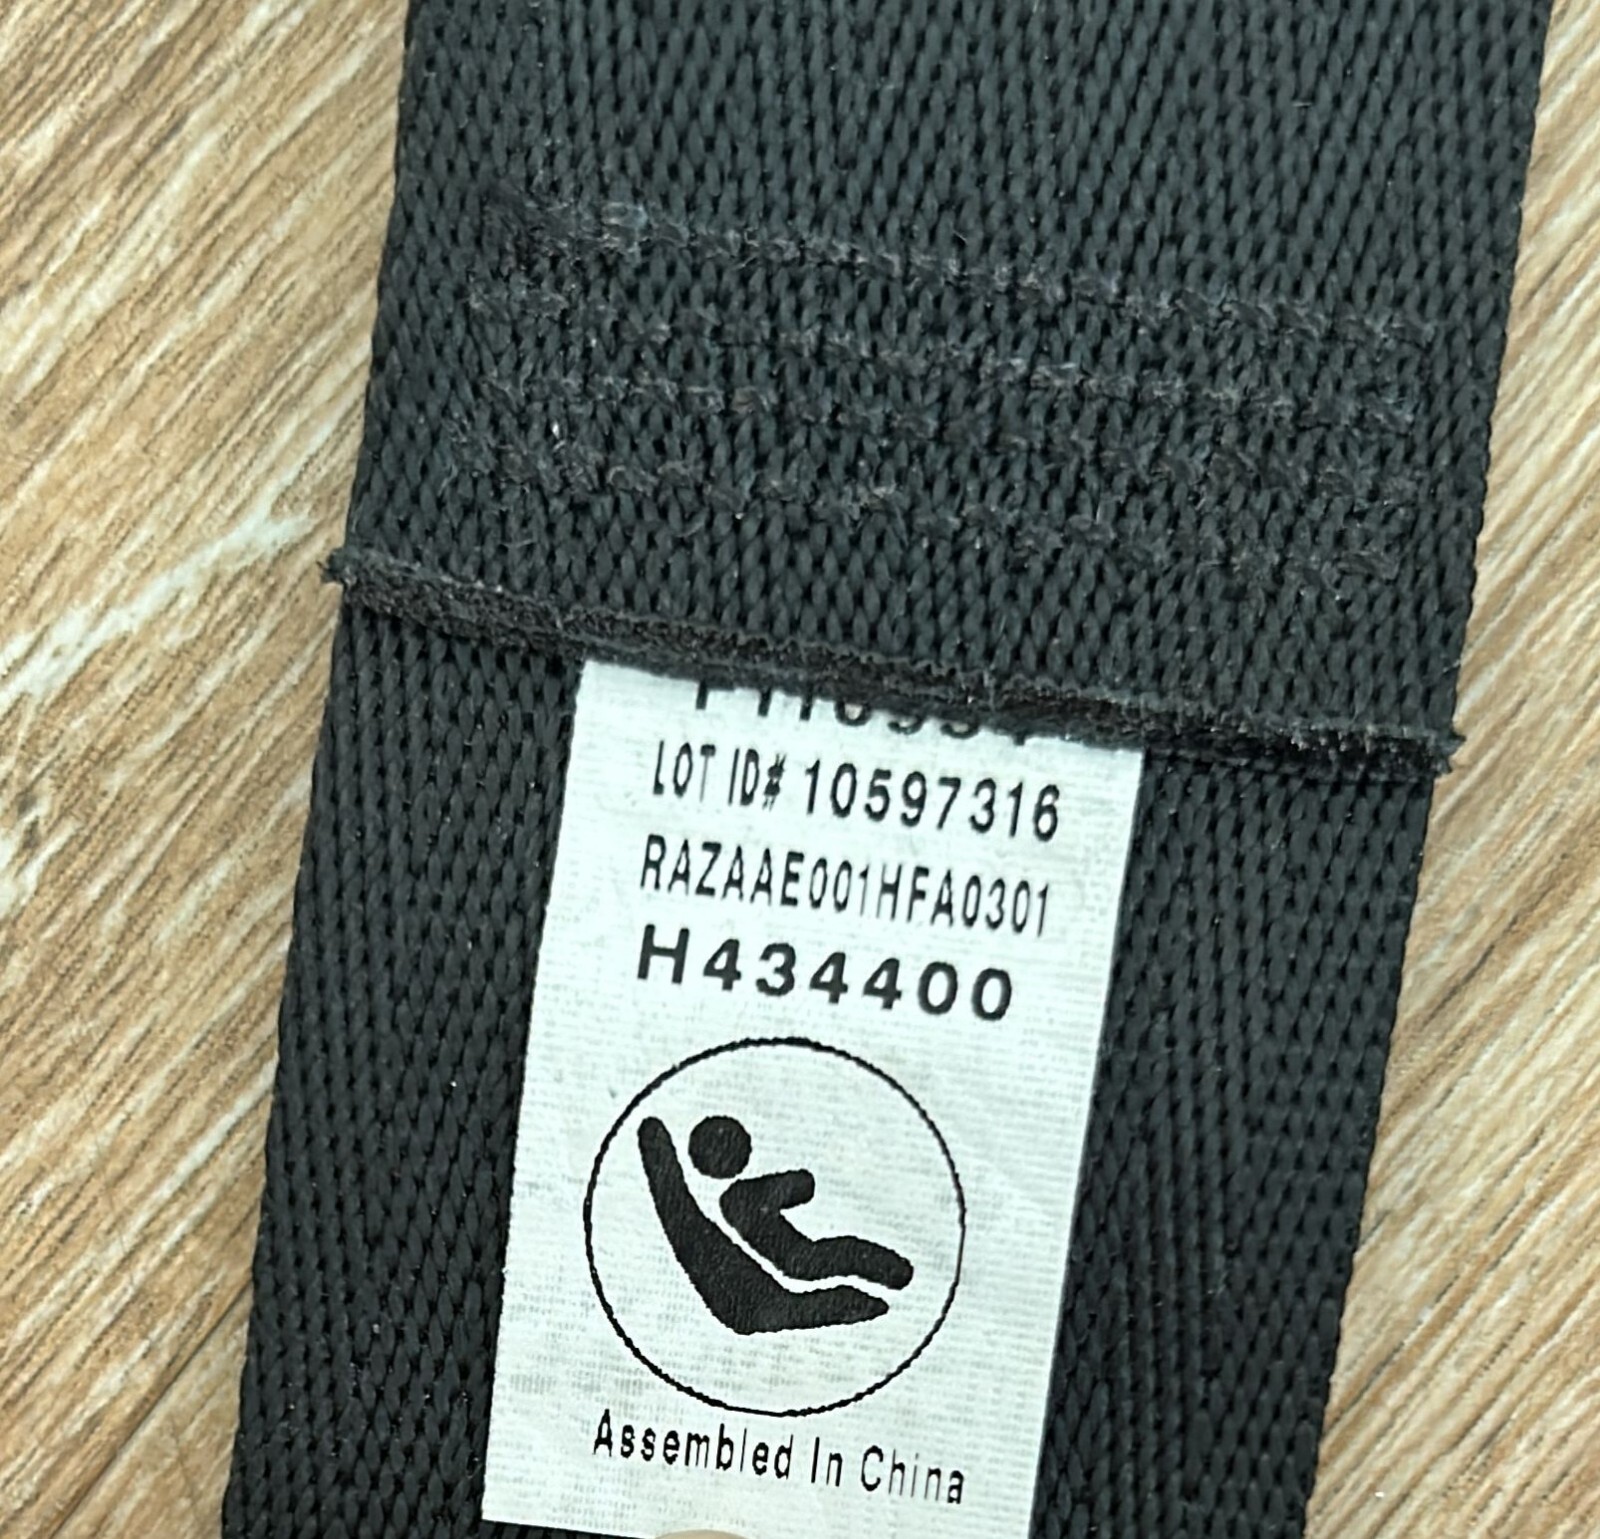 LOT ID# 10597316
RAZAAE001HFA0301
H434400
Assembled In China